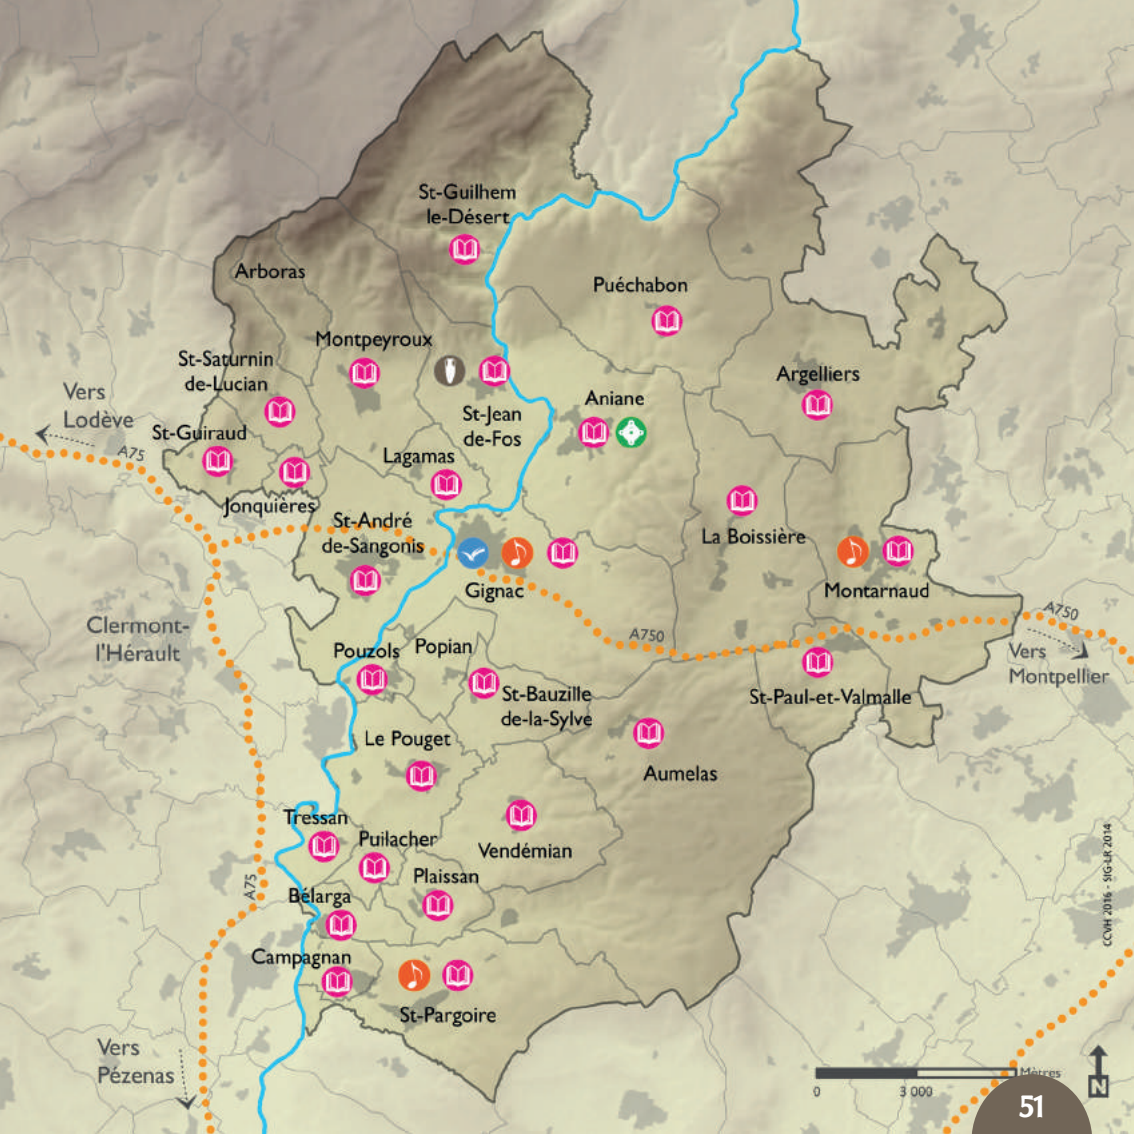 St-Guilhem
le-Désert
Arboras
Puéchabon
Montpeyroux
St-Saturnin
de-Lucian
Argelliers
Vers
Lodève
Aniane
St-Jean
de-Fos
St-Guiraud
A75
Lagamas
Jonquières
St-André
de-Sangonis
La Boissière
Gignac
Montarnaud
A750
A750
Clermont-
l'Hérault
Pouzols
Popian
Vers
Montpellier
St-Bauzille
de-la-Sylve
St-Paul-et-Valmalle
Le Pouget
Aumelas
Tressan
Puilacher
Vendémian
Plaissan
A75
Bélarga
CCVH 2016 - SIG-LR 2014
Campagnan
St-Pargoire
Vers
Pézenas
Mètres
0
3 000
N
51